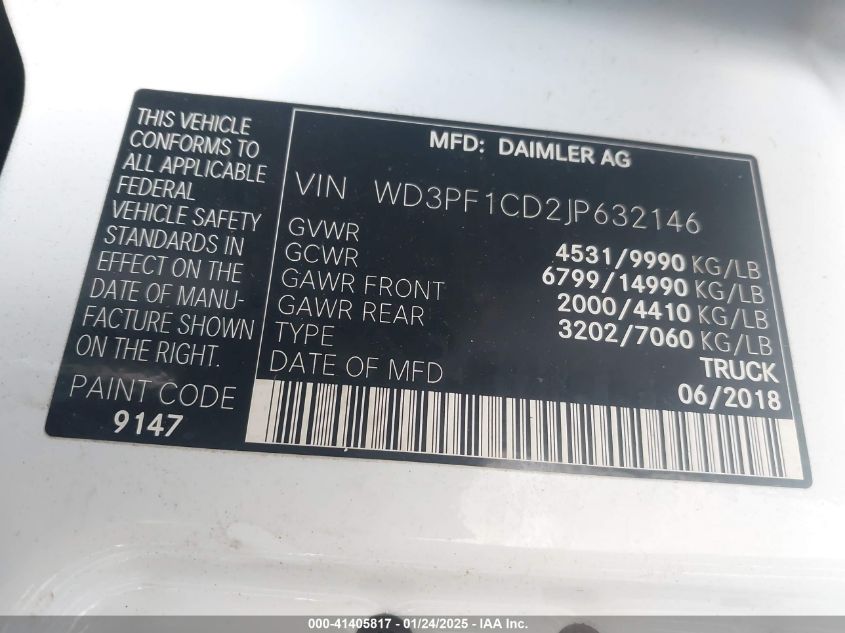 THIS VEHICLE
CONFORMS TO
ALL APPLICABLE
FEDERAL
VEHICLE SAFETY
STANDARDS IN
EFFECT ON THE
DATE OF MANU-
FACTURE SHOWN
ON THE RIGHT.
PAINT CODE
9147
MFD: DAIMLER AG
VIN WD3PF1CD2JP632146
GVWR 4531/9990 KG/LB
GCWR 6799/14990 KG/LB
GAWR FRONT 2000/4410 KG/LB
GAWR REAR 3202/7060 KG/LB
TYPE TRUCK
DATE OF MFD 06/2018
000-41405817 - 01/24/2025 - IAA Inc.